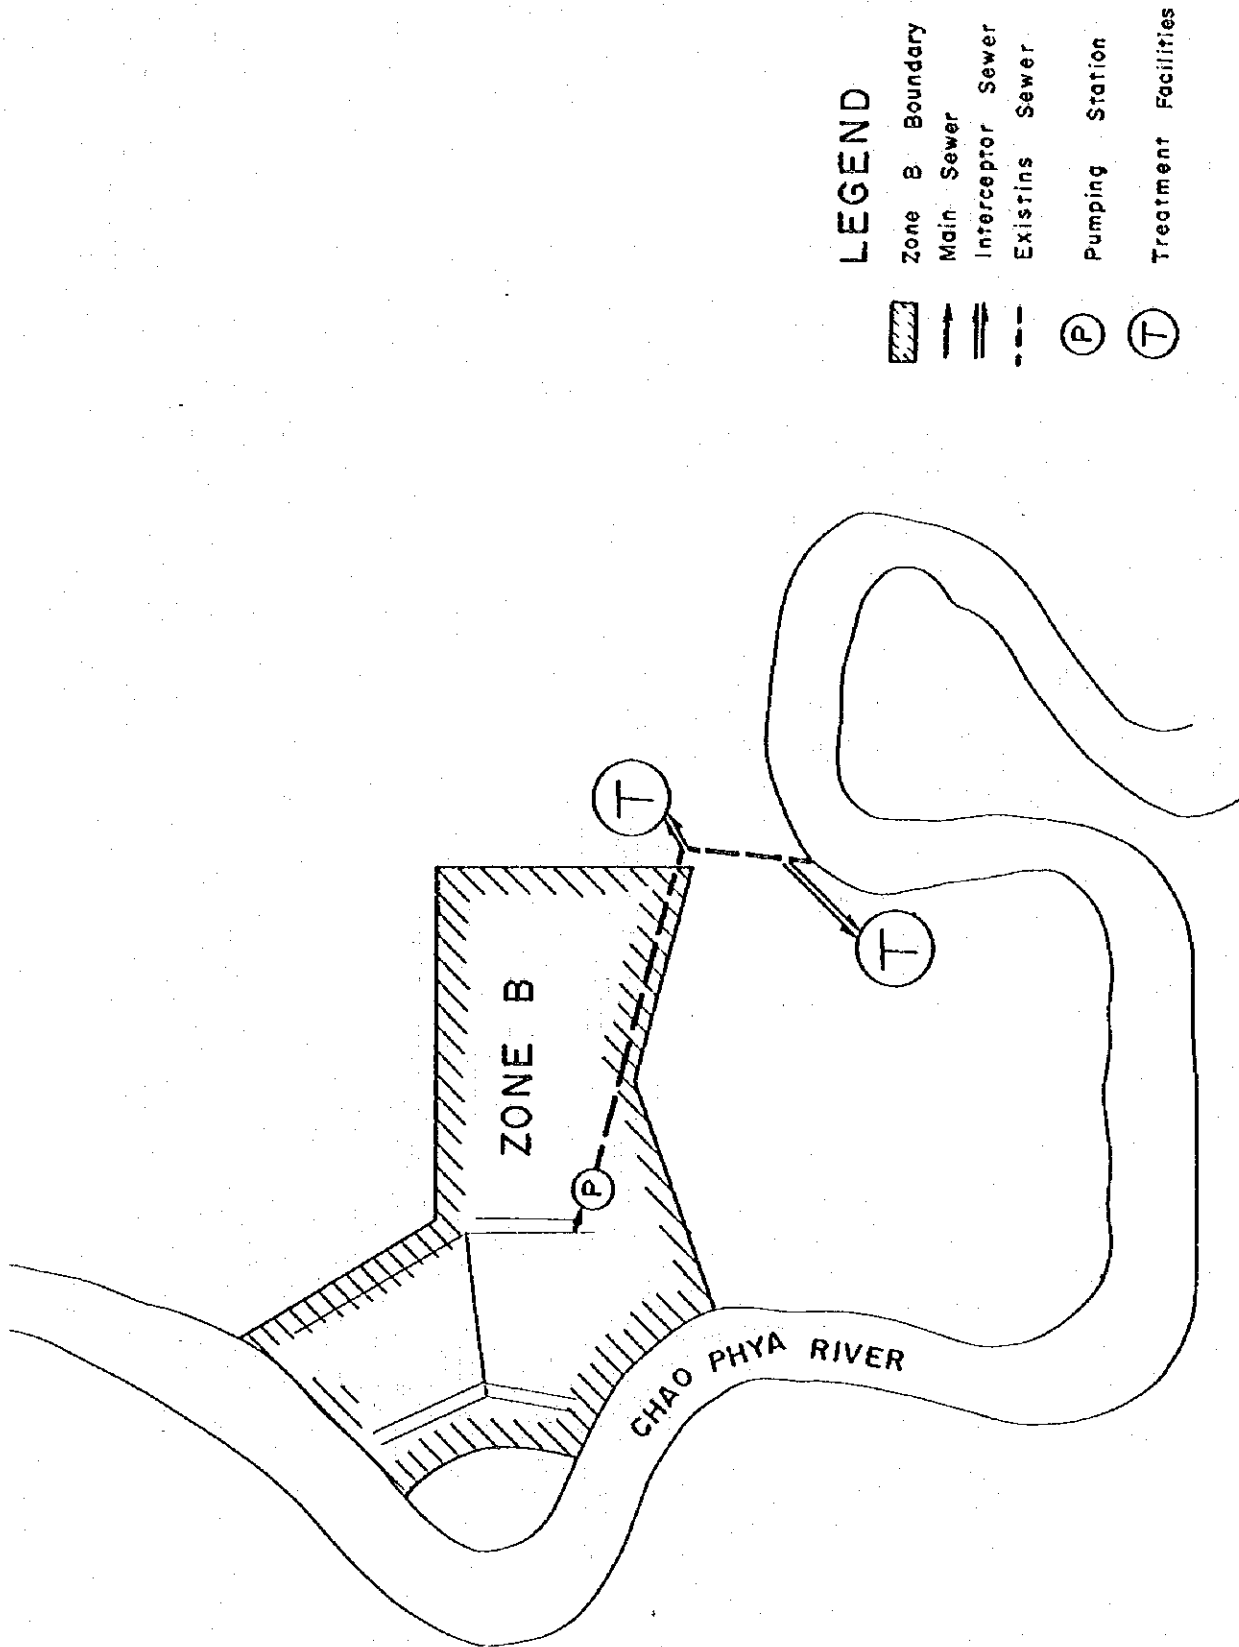 LEGEND
Zone B Boundary
Main Sewer
Interceptor Sewer
Existins Sewer
P Pumping Station
T Treatment Facilities
ZONE B
P
T
T
CHAO PHYA RIVER